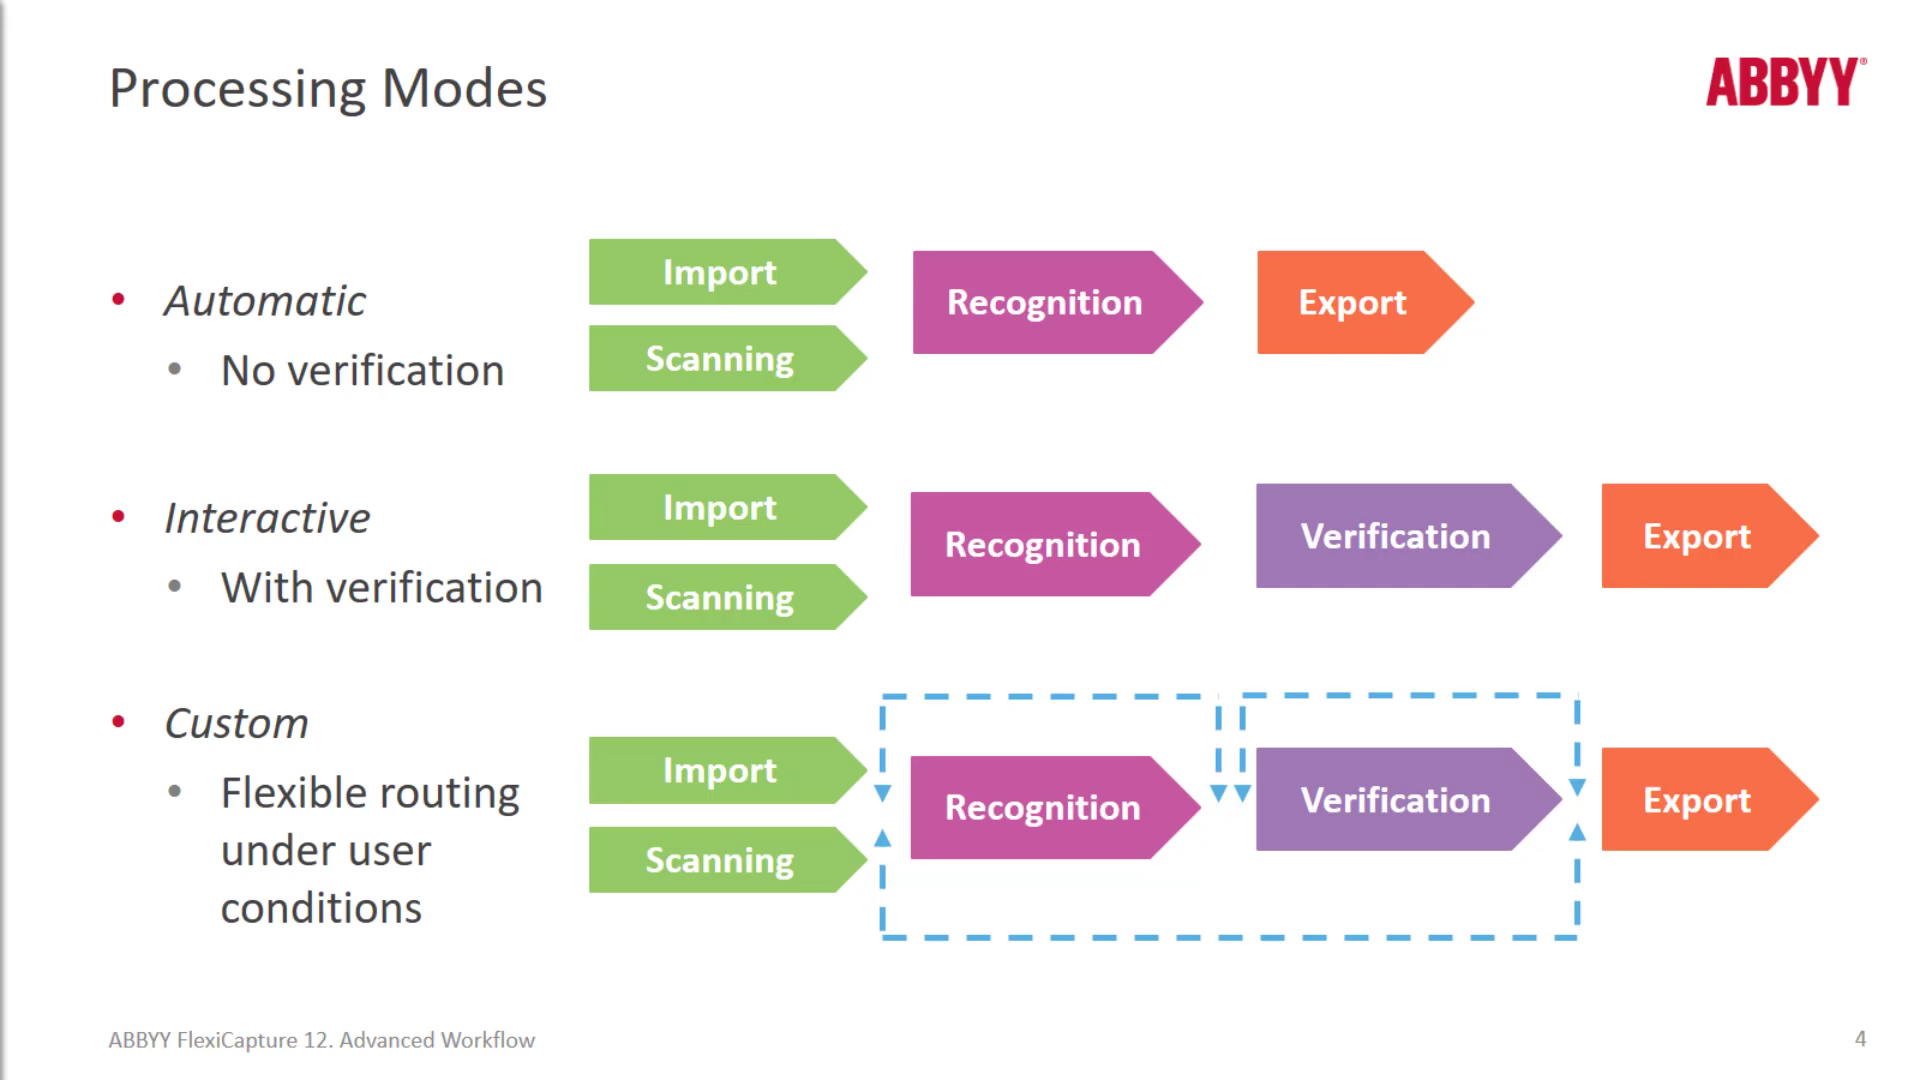 Processing Modes
ABBYY®
• Automatic
• No verification
Import
Scanning
Recognition
Export
• Interactive
• With verification
Import
Scanning
Recognition
Verification
Export
• Custom
• Flexible routing
under user
conditions
Import
Scanning
Recognition
Verification
Export
ABBYY FlexiCapture 12. Advanced Workflow
4